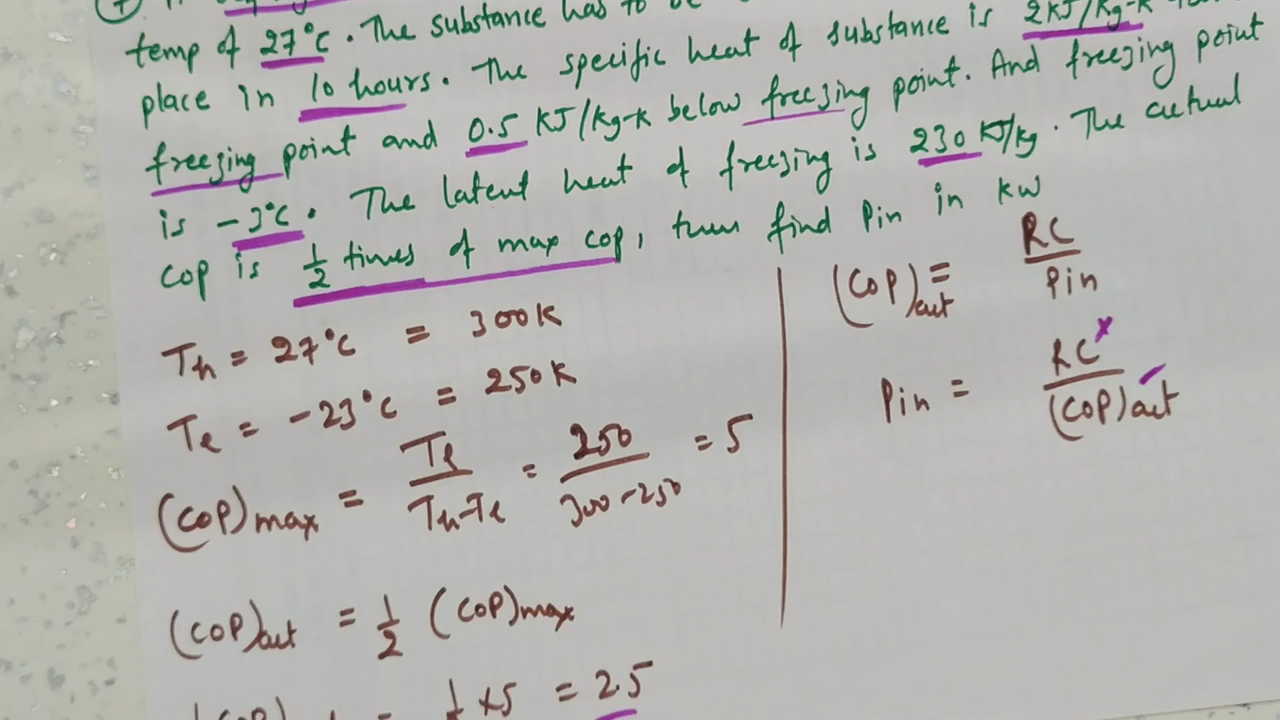 temp of 27°C. The substance has to be
place in 10 hours. The specific heat of substance is 2KJ/Kg-K
freezing point and 0.5 KJ/kg-k below freezing point. And freezing point
is -3°C. The latent heat of freezing is 230 KJ/kg. The actual
COP is 1/2 times of max cop, then find Pin in kw
Th = 27°C = 300K
Te = -23°C = 250K
(COP)max = Te/(Th-Te) = 250/(300-250) = 5
(COP)act = 1/2 (COP)max
1/2 x5 = 2.5
(COP)act = RC/Pin
Pin = RC/(COP)act